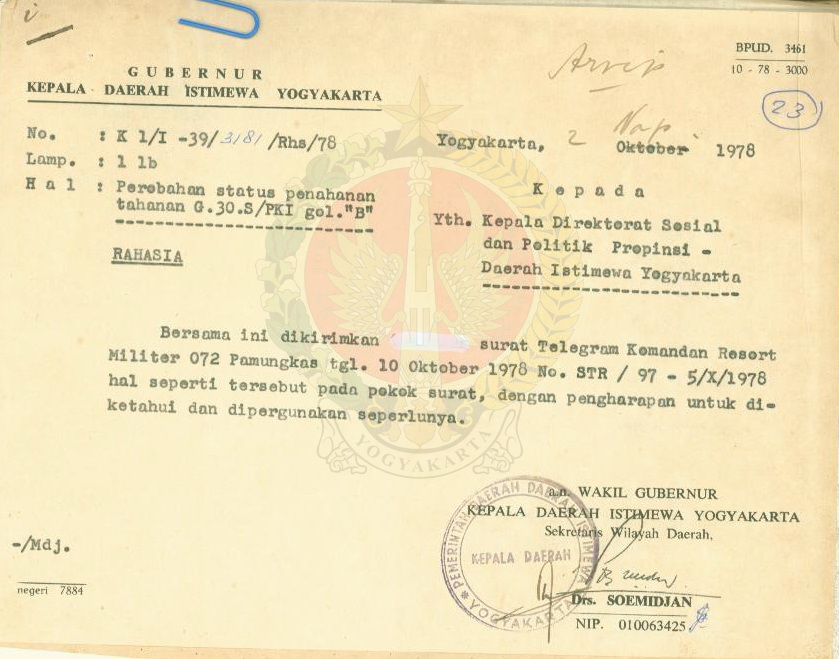 Arsip
BPUD. 3461
10 - 78 - 3000
23
GUBERNUR
KEPALA DAERAH ISTIMEWA YOGYAKARTA
No. : K 1/I -39/3181/Rhs/78
Yogyakarta, 2 Nop. Oktober 1978
Lamp. : 1 lb
Hal : Perobahan status penahanan
tahanan G.30.S/PKI gol."B"
RAHASIA
Kepada
Yth. Kepala Direktorat Sosial
dan Politik Propinsi -
Daerah Istimewa Yogyakarta
Bersama ini dikirimkan surat Telegram Komandan Resort
Militer 072 Pamungkas tgl. 10 Oktober 1978 No. STR / 97 - 5/X/1978
hal seperti tersebut pada pokok surat, dengan pengharapan untuk di-
ketahui dan dipergunakan seperlunya.
YOGYAKARTA
a.n. WAKIL GUBERNUR
KEPALA DAERAH ISTIMEWA YOGYAKARTA
Sekretaris Wilayah Daerah,
PEMERINTAH DAERAH DAERAH ISTIMEWA
KEPALA DAERAH
YOGYAKARTA
-/Mdj.
negeri 7884
Drs. SOEMIDJAN
NIP. 010063425